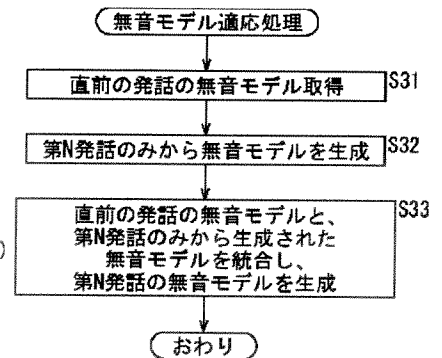 無音モデル適応処理
直前の発話の無音モデル取得
S31
第N発話のみから無音モデルを生成
S32
直前の発話の無音モデルと、
S33
第N発話のみから生成された
無音モデルを統合し、
第N発話の無音モデルを生成
おわり